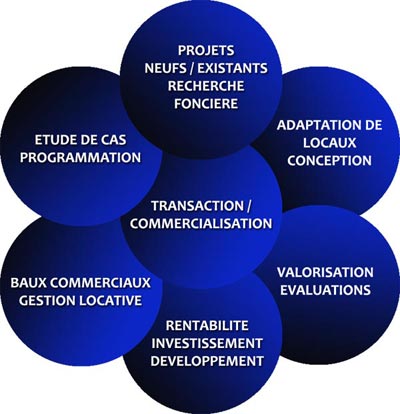 PROJETS
NEUFS / EXISTANTS
RECHERCHE
FONCIERE
ETUDE DE CAS
PROGRAMMATION
ADAPTATION DE
LOCAUX
CONCEPTION
TRANSACTION /
COMMERCIALISATION
BAUX COMMERCIAUX
GESTION LOCATIVE
VALORISATION
EVALUATIONS
RENTABILITE
INVESTISSEMENT
DEVELOPPEMENT